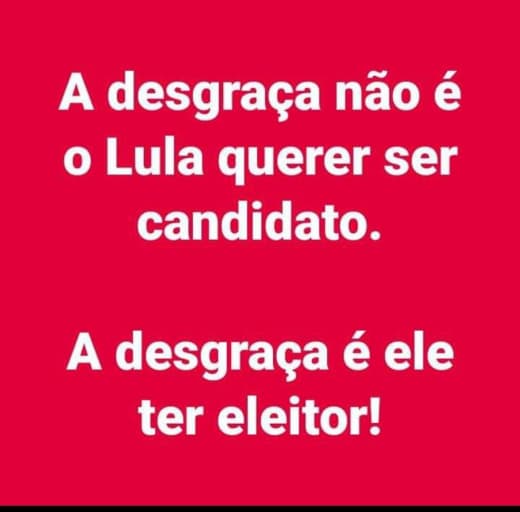 A desgraça não é
o Lula querer ser
candidato.
A desgraça é ele
ter eleitor!